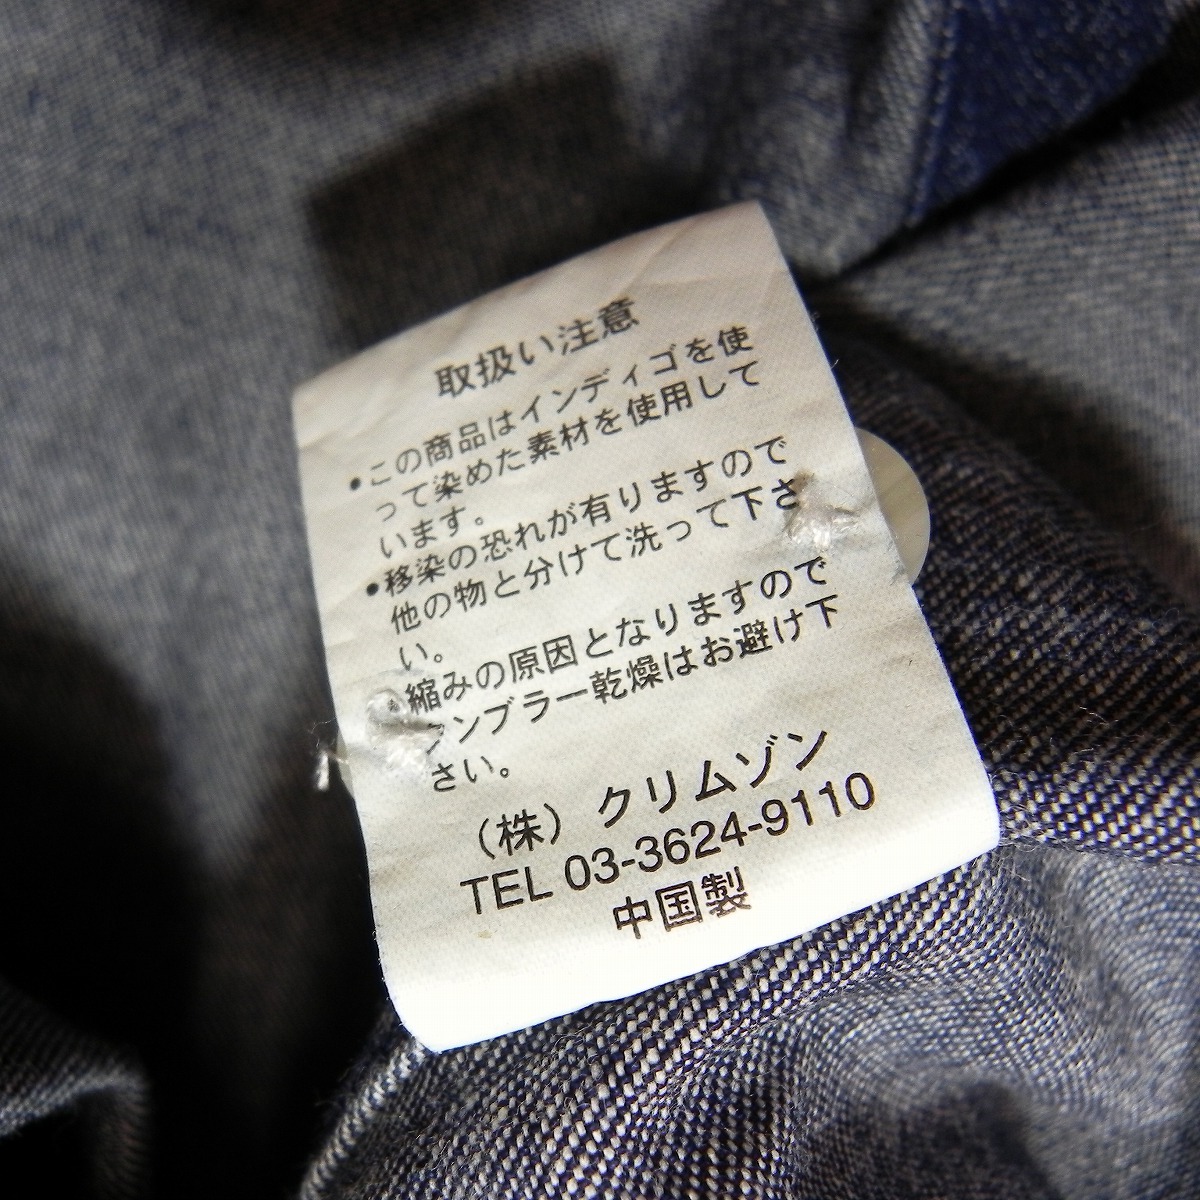 取扱い注意
●この商品はインディゴを使
って染めた素材を使用して
います。
●移染の恐れが有りますので
他の物と分けて洗って下さ
い。
●縮みの原因となりますので
タンブラー乾燥はお避け下
さい。
（株）クリムゾン
TEL 03-3624-9110
中国製